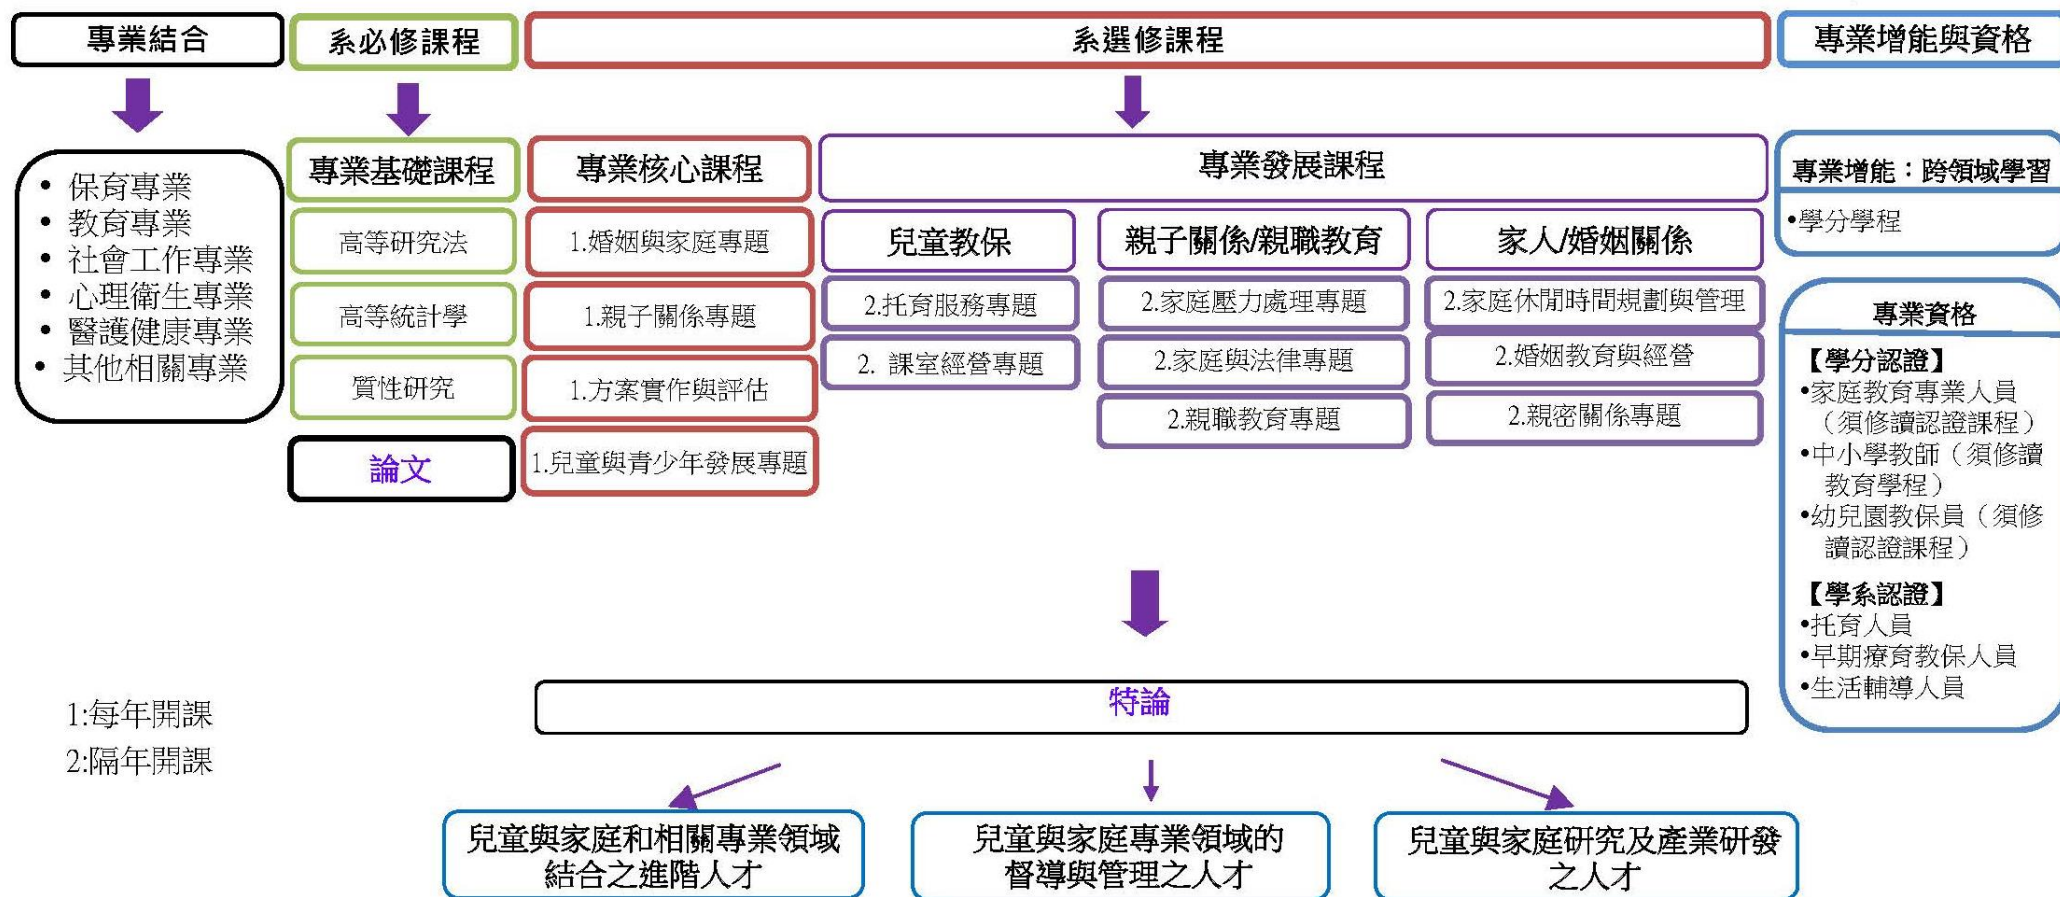 專業結合
系必修課程
系選修課程
專業增能與資格
• 保育專業
• 教育專業
• 社會工作專業
• 心理衛生專業
• 醫護健康專業
• 其他相關專業
專業基礎課程
高等研究法
高等統計學
質性研究
論文
專業核心課程
1.婚姻與家庭專題
1.親子關係專題
1.方案實作與評估
1.兒童與青少年發展專題
專業發展課程
兒童教保
2.托育服務專題
2. 課室經營專題
親子關係/親職教育
2.家庭壓力處理專題
2.家庭與法律專題
2.親職教育專題
家人/婚姻關係
2.家庭休閒時間規劃與管理
2.婚姻教育與經營
2.親密關係專題
專業增能：跨領域學習
•學分學程
專業資格
【學分認證】
•家庭教育專業人員
（須修讀認證課程）
•中小學教師（須修讀
教育學程）
•幼兒園教保員（須修
讀認證課程）
【學系認證】
•托育人員
•早期療育教保人員
•生活輔導人員
1:每年開課
2:隔年開課
特論
兒童與家庭和相關專業領域
結合之進階人才
兒童與家庭專業領域的
督導與管理之人才
兒童與家庭研究及產業研發
之人才